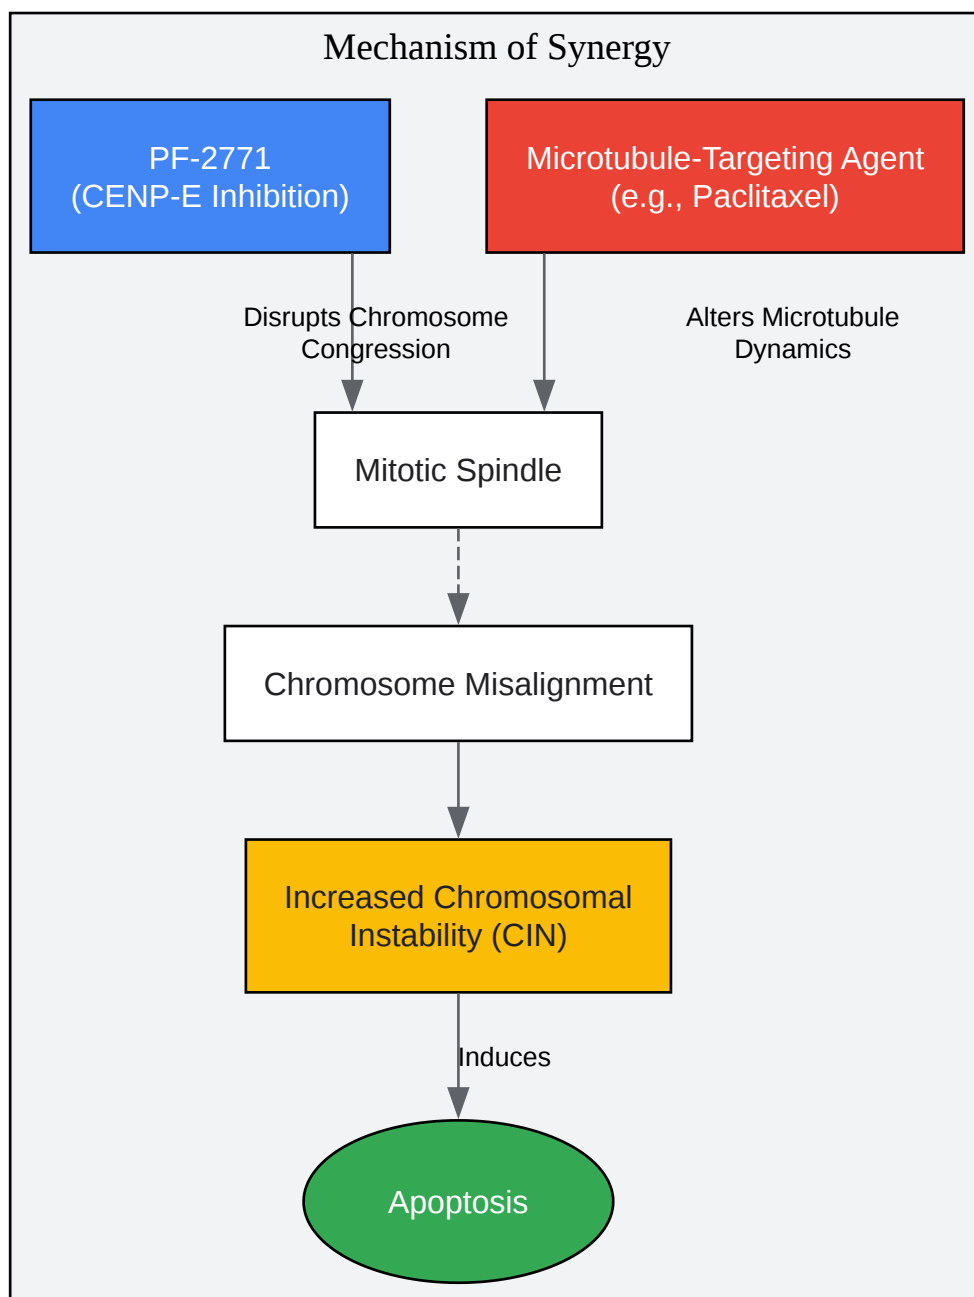 Mechanism of Synergy
PF-2771
(CENP-E Inhibition)
Microtubule-Targeting Agent
(e.g., Paclitaxel)
Disrupts Chromosome
Congression
Alters Microtubule
Dynamics
Mitotic Spindle
Chromosome Misalignment
Increased Chromosomal
Instability (CIN)
Induces
Apoptosis